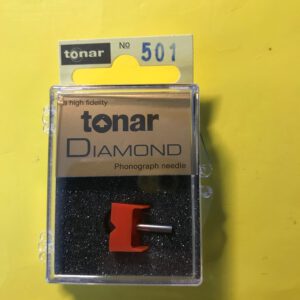 tonar
No 501
a high fidelity
tonar
DIAMOND
Phonograph needle